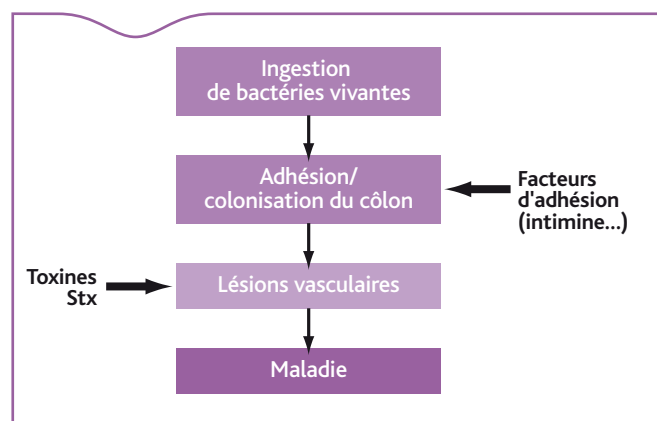 Ingestion
de bactéries vivantes
Adhésion/
colonisation du côlon
Facteurs
d'adhésion
(intimine...)
Toxines
Stx
Lésions vasculaires
Maladie